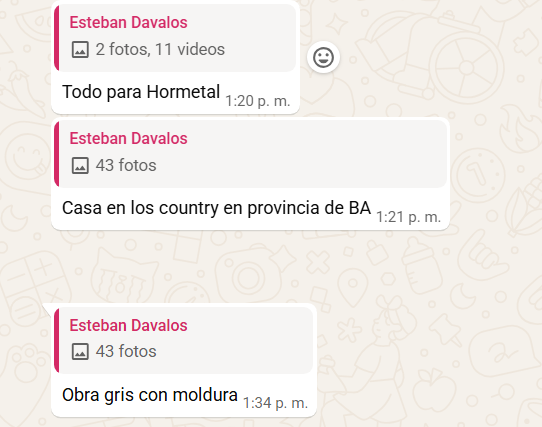 Esteban Davalos
2 fotos, 11 videos
Todo para Hormetal 1:20 p. m.
Esteban Davalos
43 fotos
Casa en los country en provincia de BA 1:21 p. m.
Esteban Davalos
43 fotos
Obra gris con moldura 1:34 p. m.